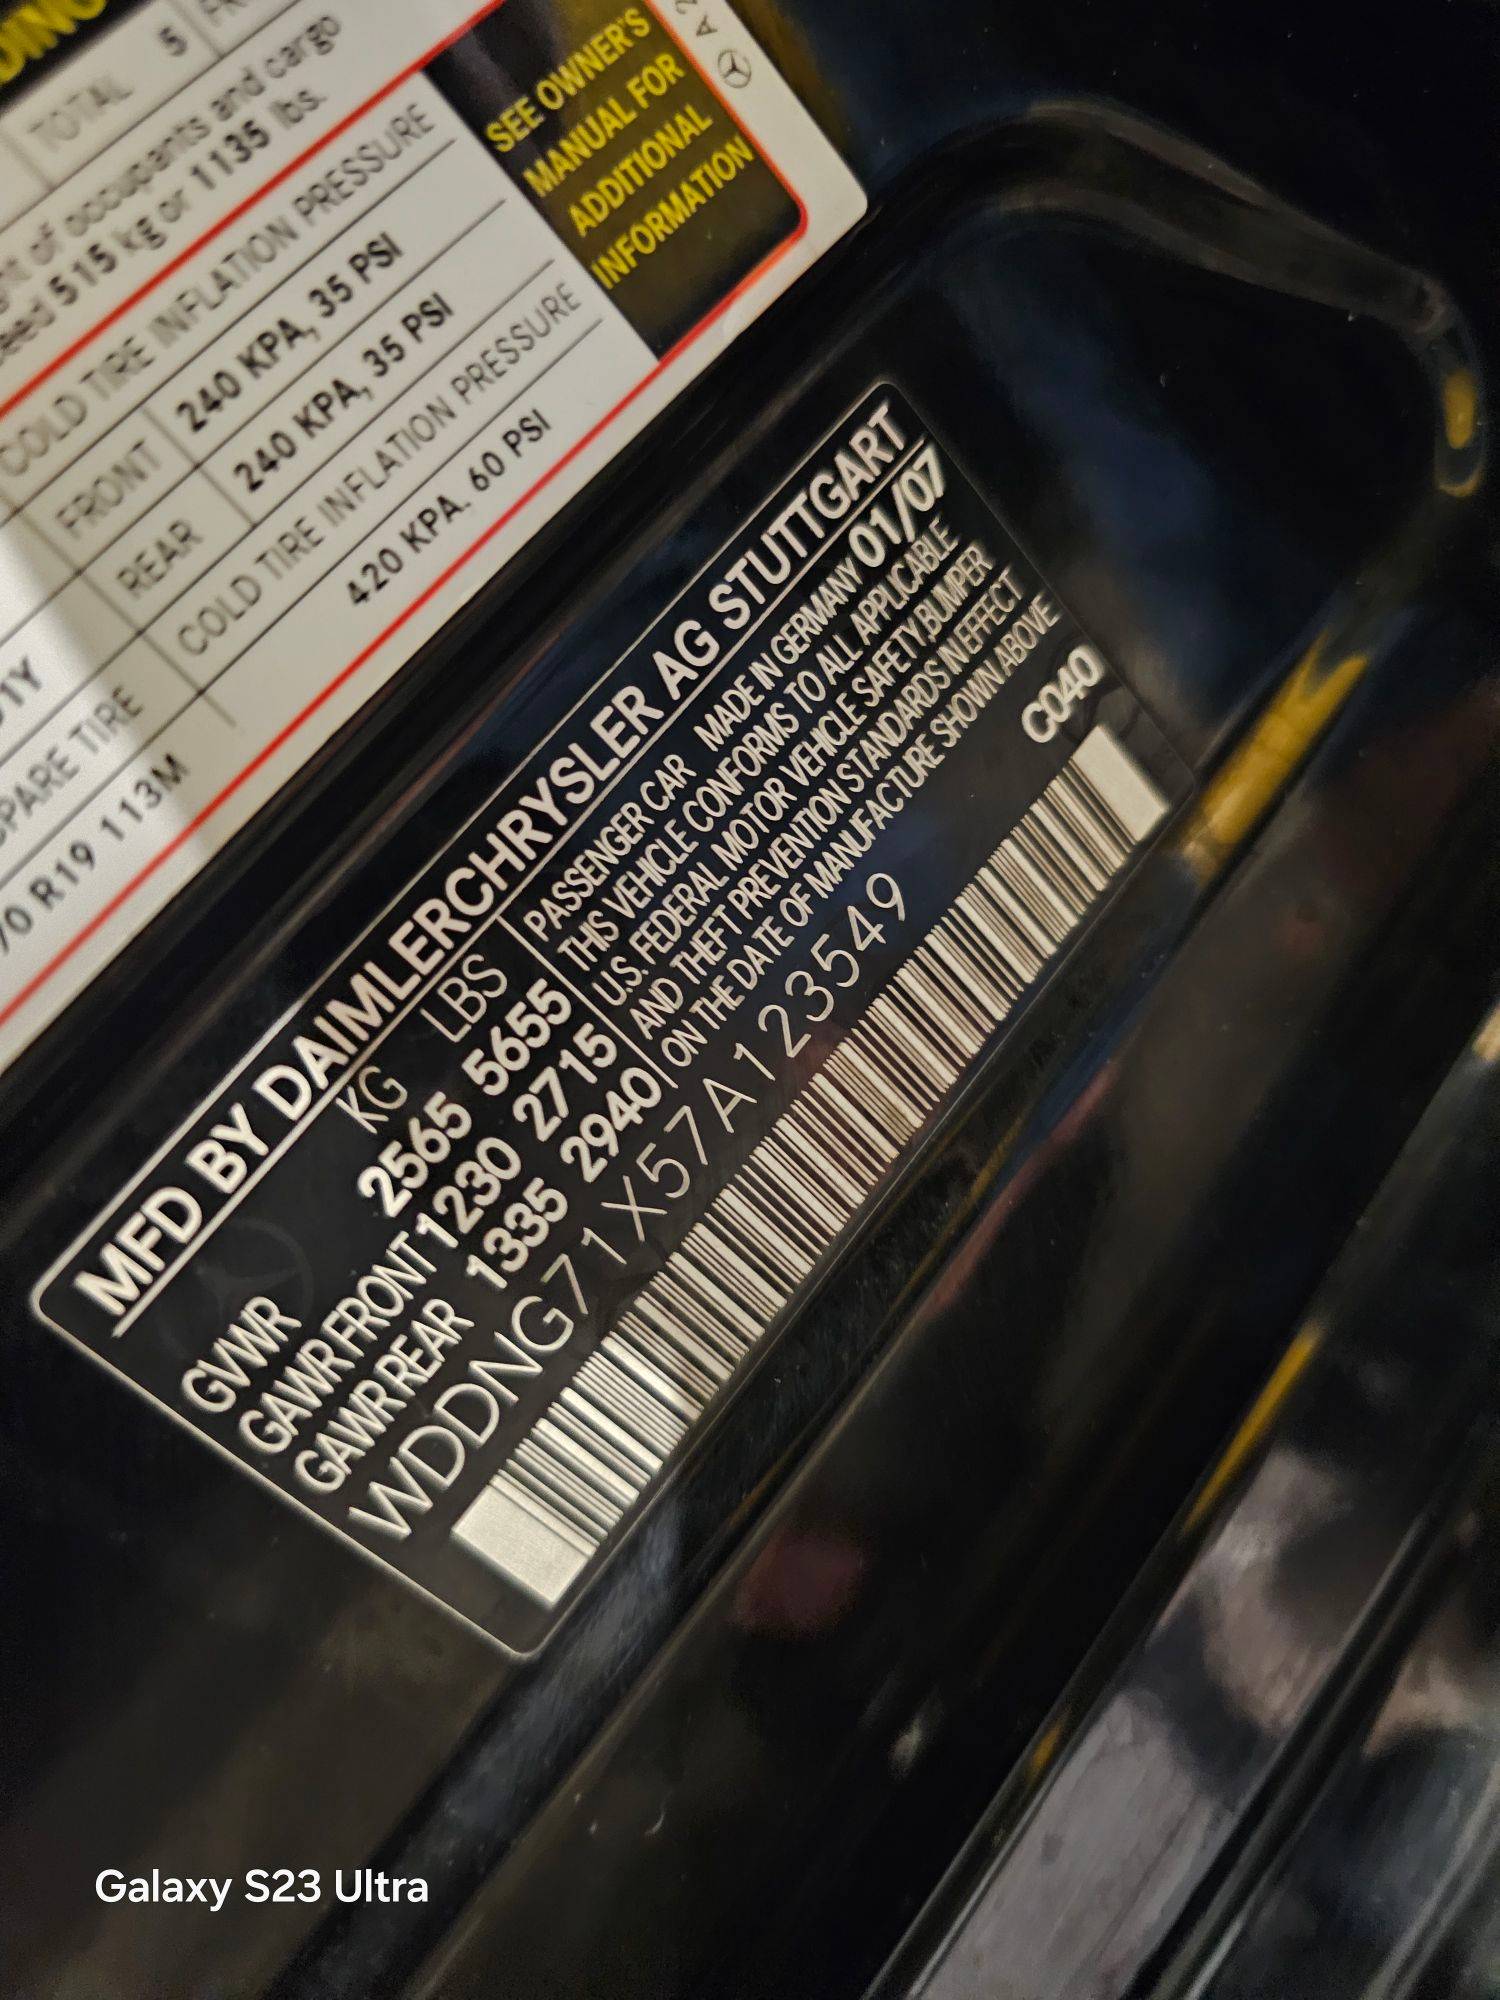 TOTAL 5
of occupants and cargo
515 kg or 1135 lbs.
COLD TIRE INFLATION PRESSURE
FRONT 240 KPA, 35 PSI
REAR 240 KPA, 35 PSI
COLD TIRE INFLATION PRESSURE
SPARE TIRE 420 KPA. 60 PSI
R19 113M
SEE OWNER'S
MANUAL FOR
ADDITIONAL
INFORMATION
MFD BY DAIMLERCHRYSLER AG STUTTGART
KG LBS
GVWR 2565 5655
GAWR FRONT 1230 2715
GAWR REAR 1335 2940
PASSENGER CAR MADE IN GERMANY 01/07
THIS VEHICLE CONFORMS TO ALL APPLICABLE
U.S. FEDERAL MOTOR VEHICLE SAFETY,BUMPER
AND THEFT PREVENTION STANDARDS IN EFFECT
ON THE DATE OF MANUFACTURE SHOWN ABOVE
C040
WDDNG71X57A123549
Galaxy S23 Ultra